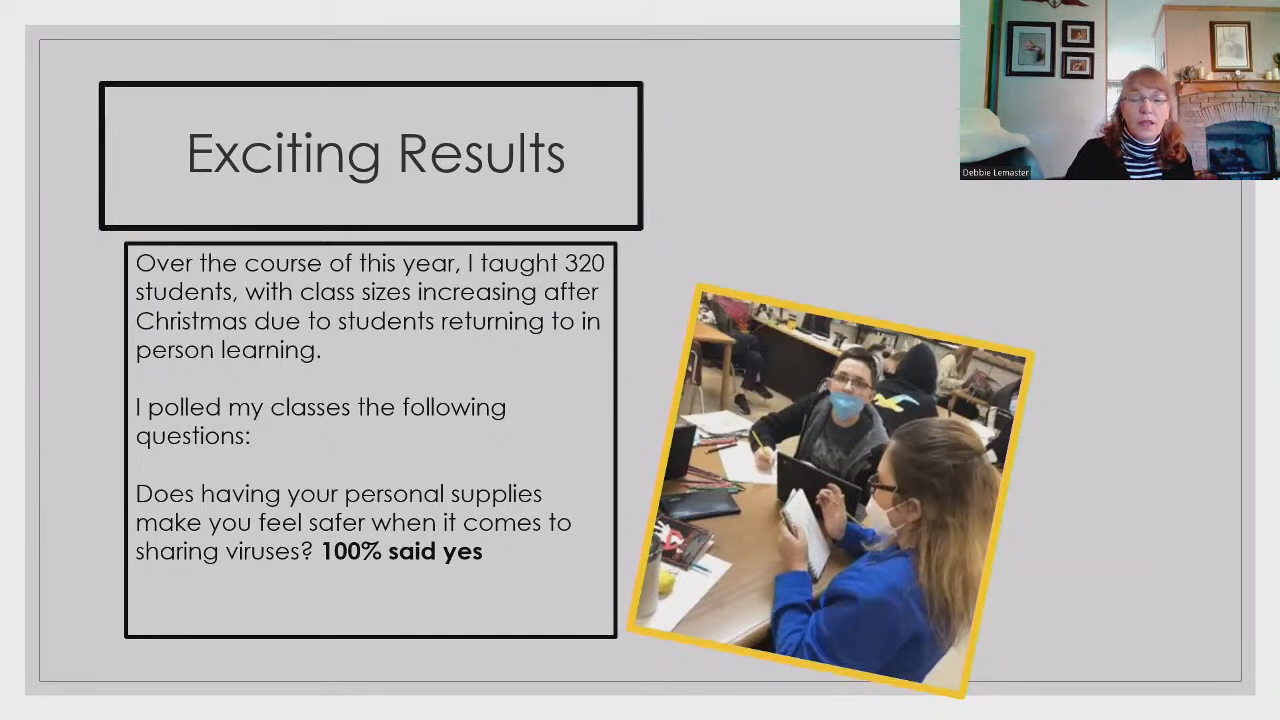 Exciting Results
Over the course of this year, I taught 320
students, with class sizes increasing after
Christmas due to students returning to in
person learning.
I polled my classes the following
questions:
Does having your personal supplies
make you feel safer when it comes to
sharing viruses? 100% said yes
Debbie Lemaster